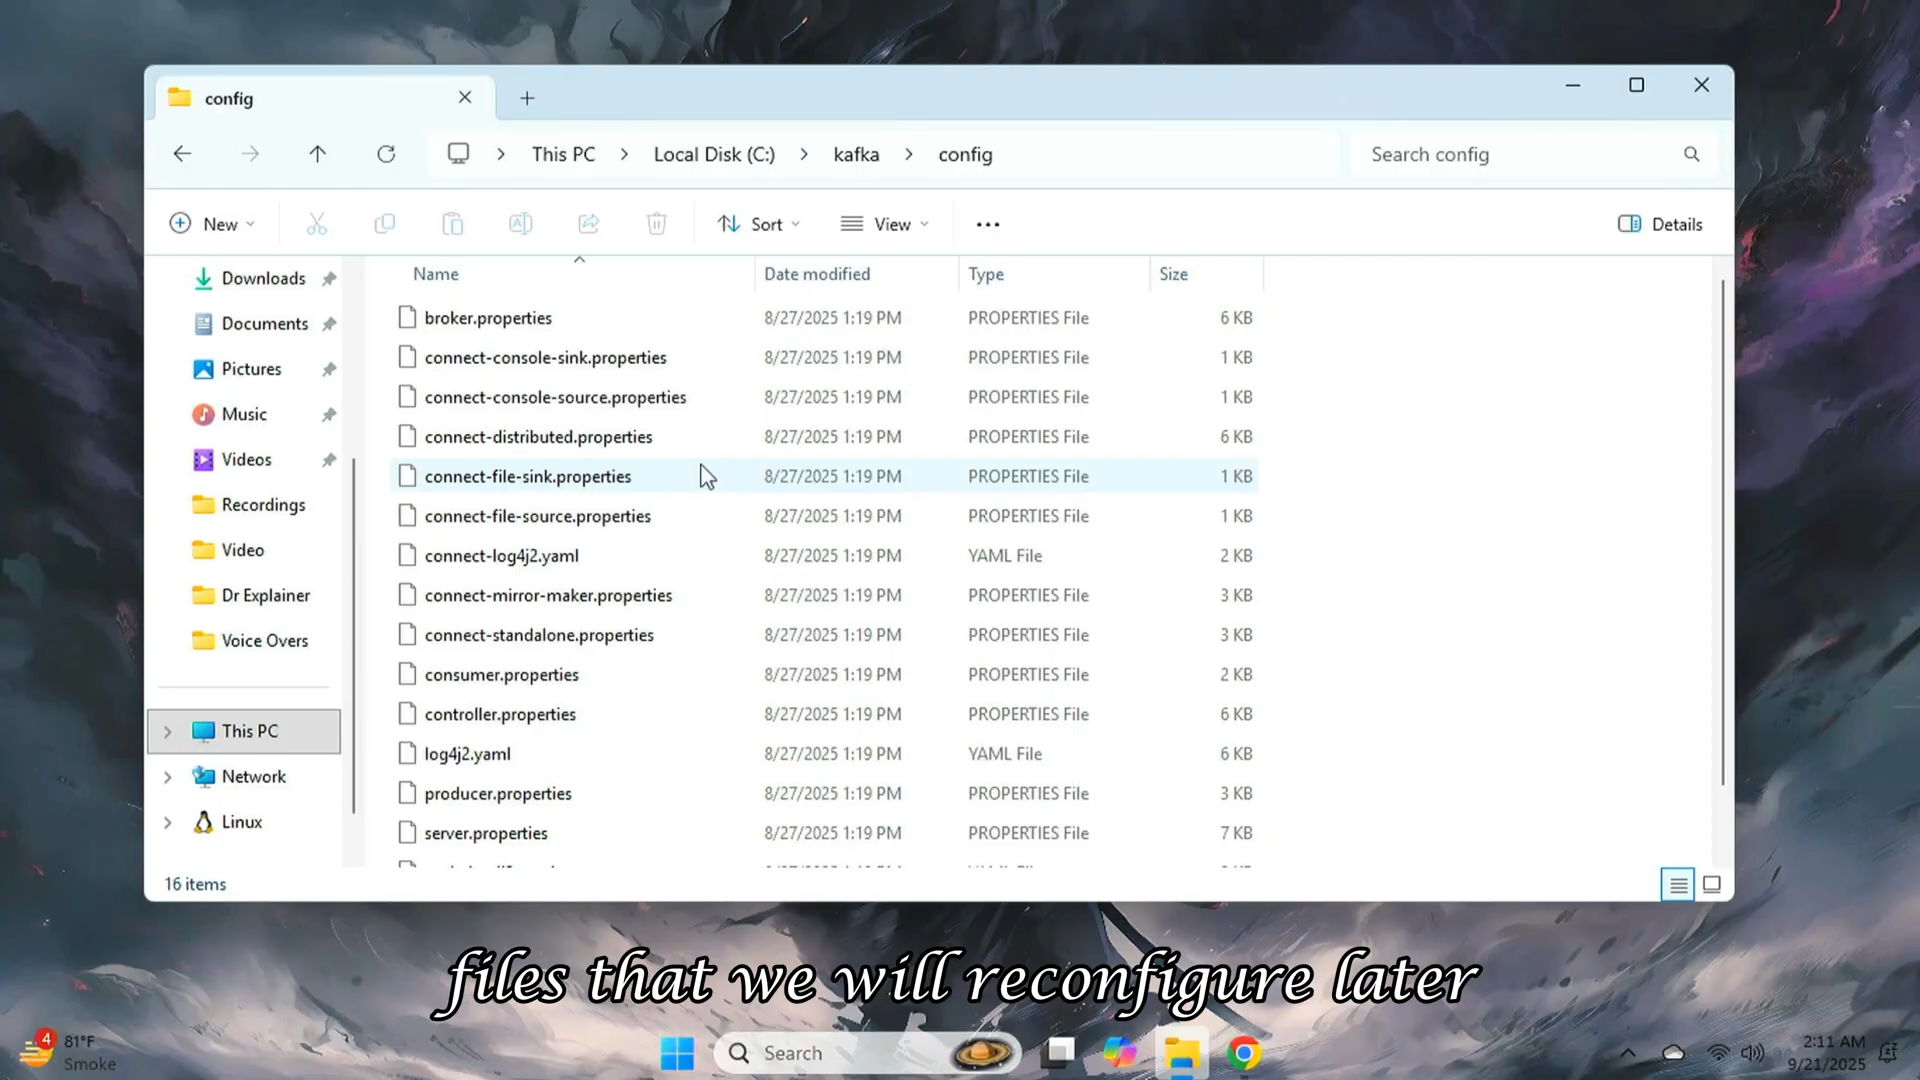 config
This PC
Local Disk (C:)
kafka
config
Search config
New
Sort
View
Details
Downloads
Documents
Pictures
Music
Videos
Recordings
Video
Dr Explainer
Voice Overs
This PC
Network
Linux
Name Date modified Type Size
broker.properties 8/27/2025 1:19 PM PROPERTIES File 6 KB
connect-console-sink.properties 8/27/2025 1:19 PM PROPERTIES File 1 KB
connect-console-source.properties 8/27/2025 1:19 PM PROPERTIES File 1 KB
connect-distributed.properties 8/27/2025 1:19 PM PROPERTIES File 6 KB
connect-file-sink.properties 8/27/2025 1:19 PM PROPERTIES File 1 KB
connect-file-source.properties 8/27/2025 1:19 PM PROPERTIES File 1 KB
connect-log4j2.yaml 8/27/2025 1:19 PM YAML File 2 KB
connect-mirror-maker.properties 8/27/2025 1:19 PM PROPERTIES File 3 KB
connect-standalone.properties 8/27/2025 1:19 PM PROPERTIES File 3 KB
consumer.properties 8/27/2025 1:19 PM PROPERTIES File 2 KB
controller.properties 8/27/2025 1:19 PM PROPERTIES File 6 KB
log4j2.yaml 8/27/2025 1:19 PM YAML File 6 KB
producer.properties 8/27/2025 1:19 PM PROPERTIES File 3 KB
server.properties 8/27/2025 1:19 PM PROPERTIES File 7 KB
16 items
files that we will reconfigure later
4
81°F
Smoke
Search
2:11 AM
9/21/2025